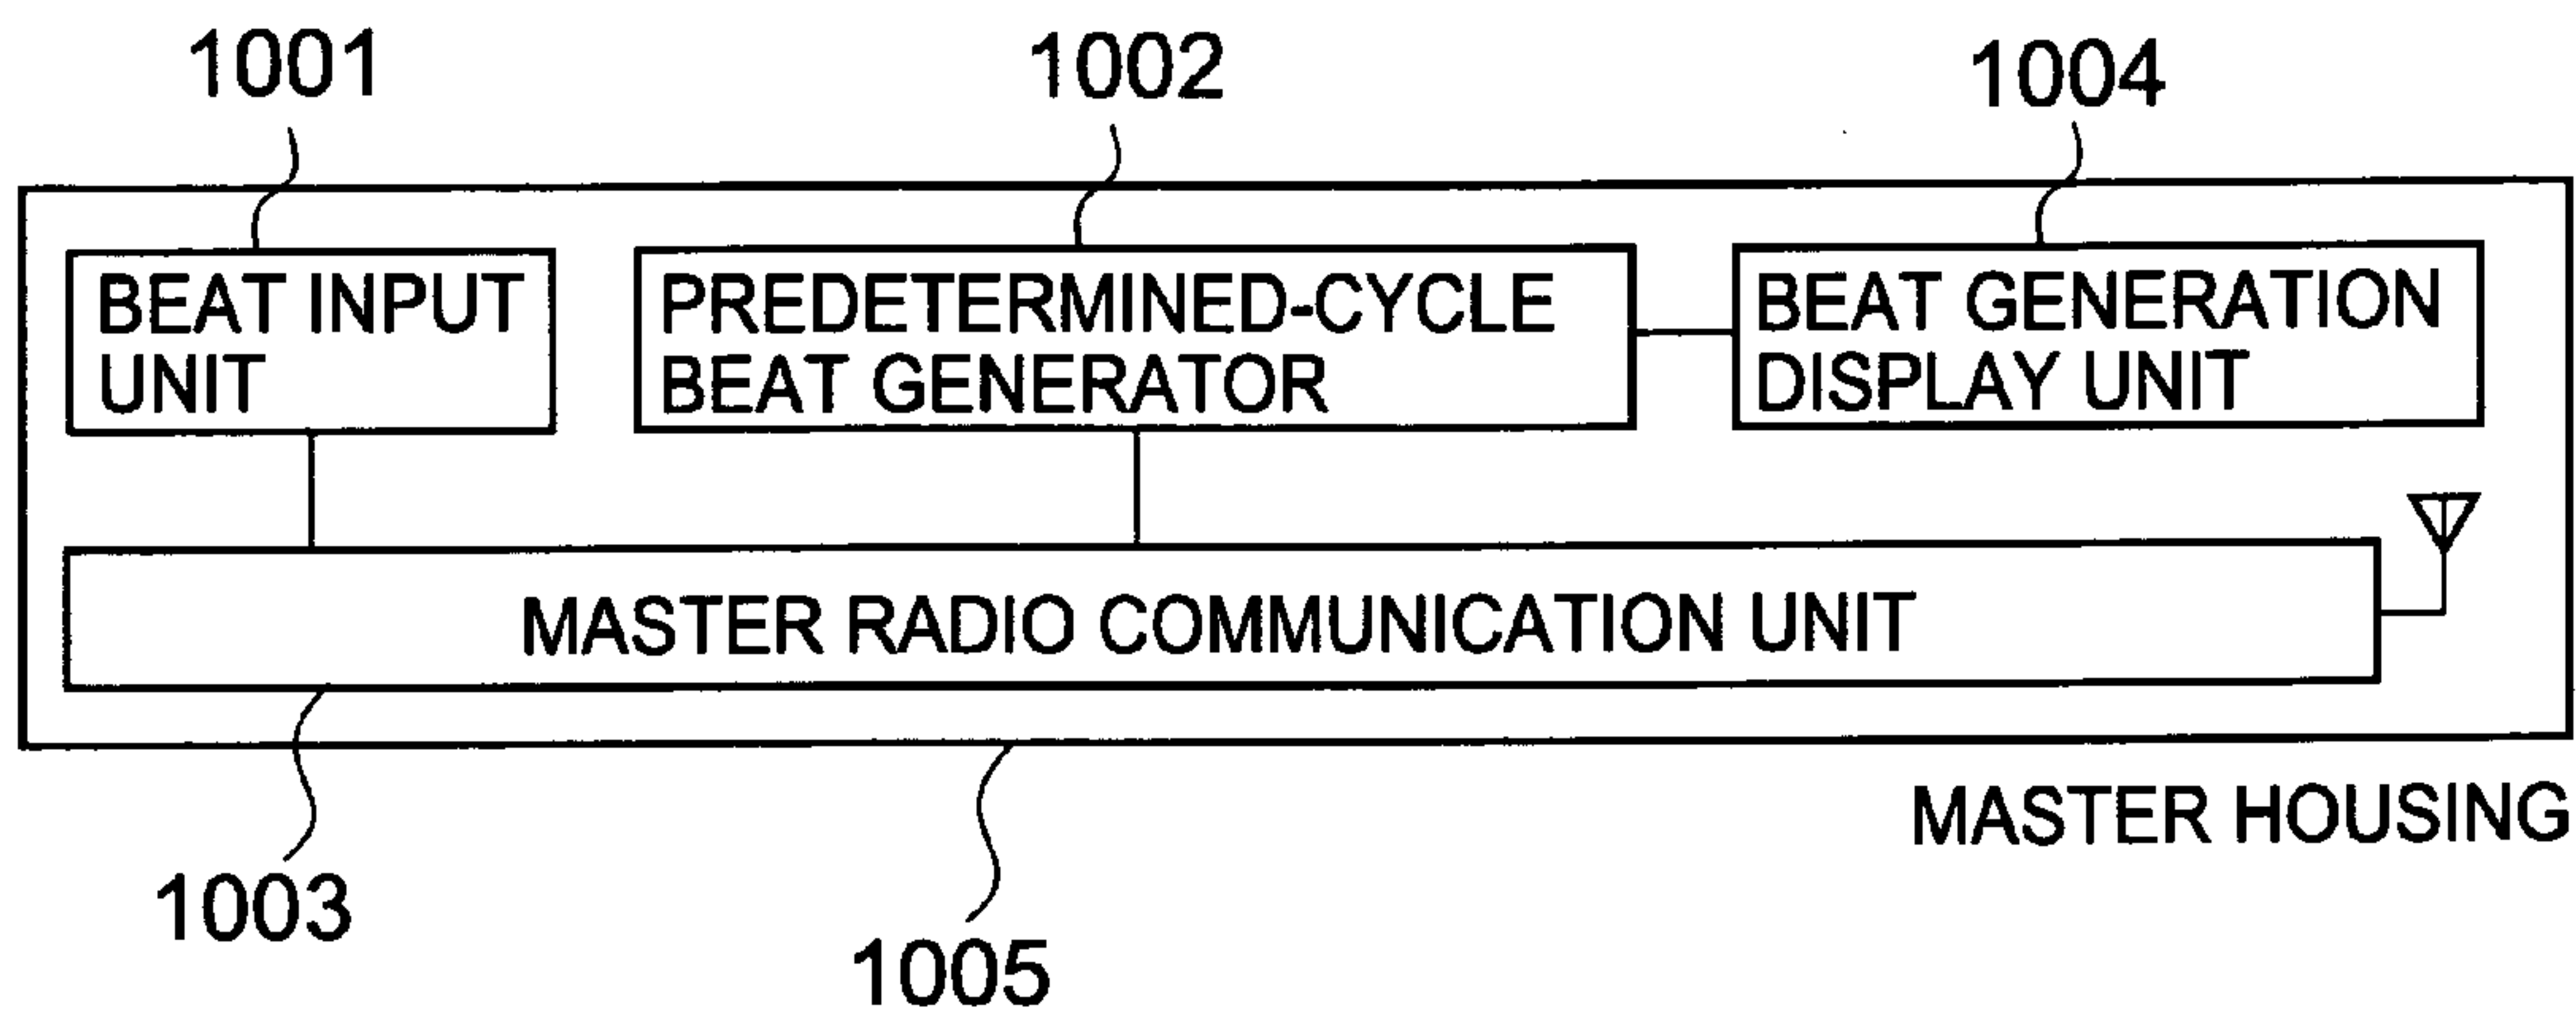 1001
1002
1004
BEAT INPUT
UNIT
PREDETERMINED-CYCLE
BEAT GENERATOR
BEAT GENERATION
DISPLAY UNIT
MASTER RADIO COMMUNICATION UNIT
MASTER HOUSING
1003
1005